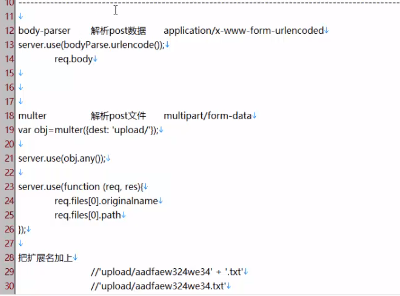 10
11
12 body-parser 解析post数据 application/x-www-form-urlencoded
13 server.use(bodyParse.urlencode());
14 req.body
15
16
17
18 multer 解析post文件 multipart/form-data
19 var obj=multer({dest: 'upload/'});
20
21 server.use(obj.any());
22
23 server.use(function (req, res){
24 req.files[0].originalname
25 req.files[0].path
26 });
27
28 把扩展名加上
29 //'upload/aadfaew324we34' + '.txt'
30 //'upload/aadfaew324we34.txt'